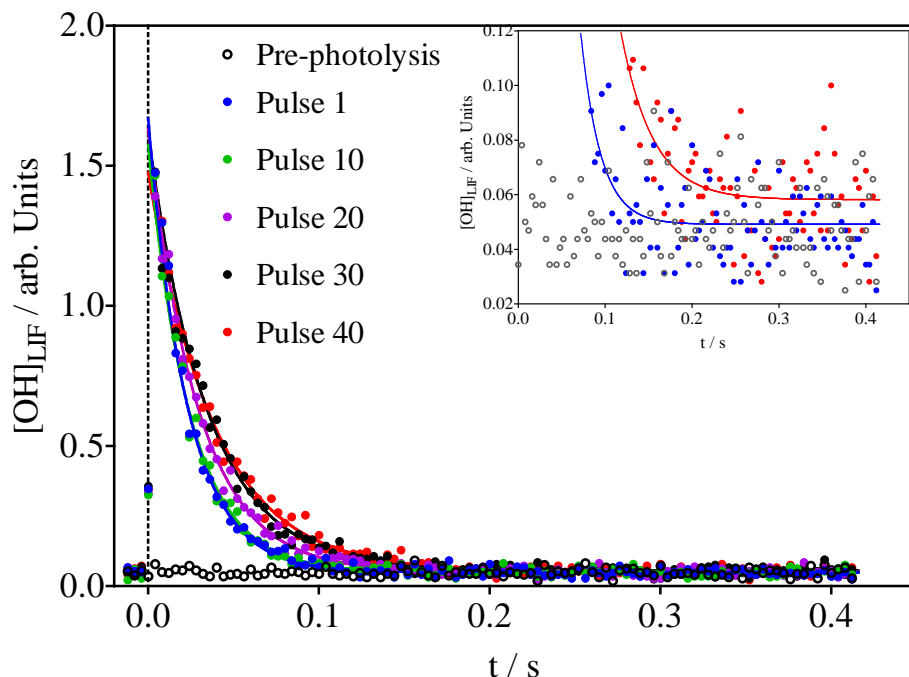 2.0
1.5
1.0
0.5
0.0
[OH]LIF / arb. Units
0.0
0.1
0.2
0.3
0.4
t / s
Pre-photolysis
Pulse 1
Pulse 10
Pulse 20
Pulse 30
Pulse 40
0.12
0.10
0.08
0.06
0.04
0.02
[OH]LIF / arb. Units
0.0
0.1
0.2
0.3
0.4
t / s